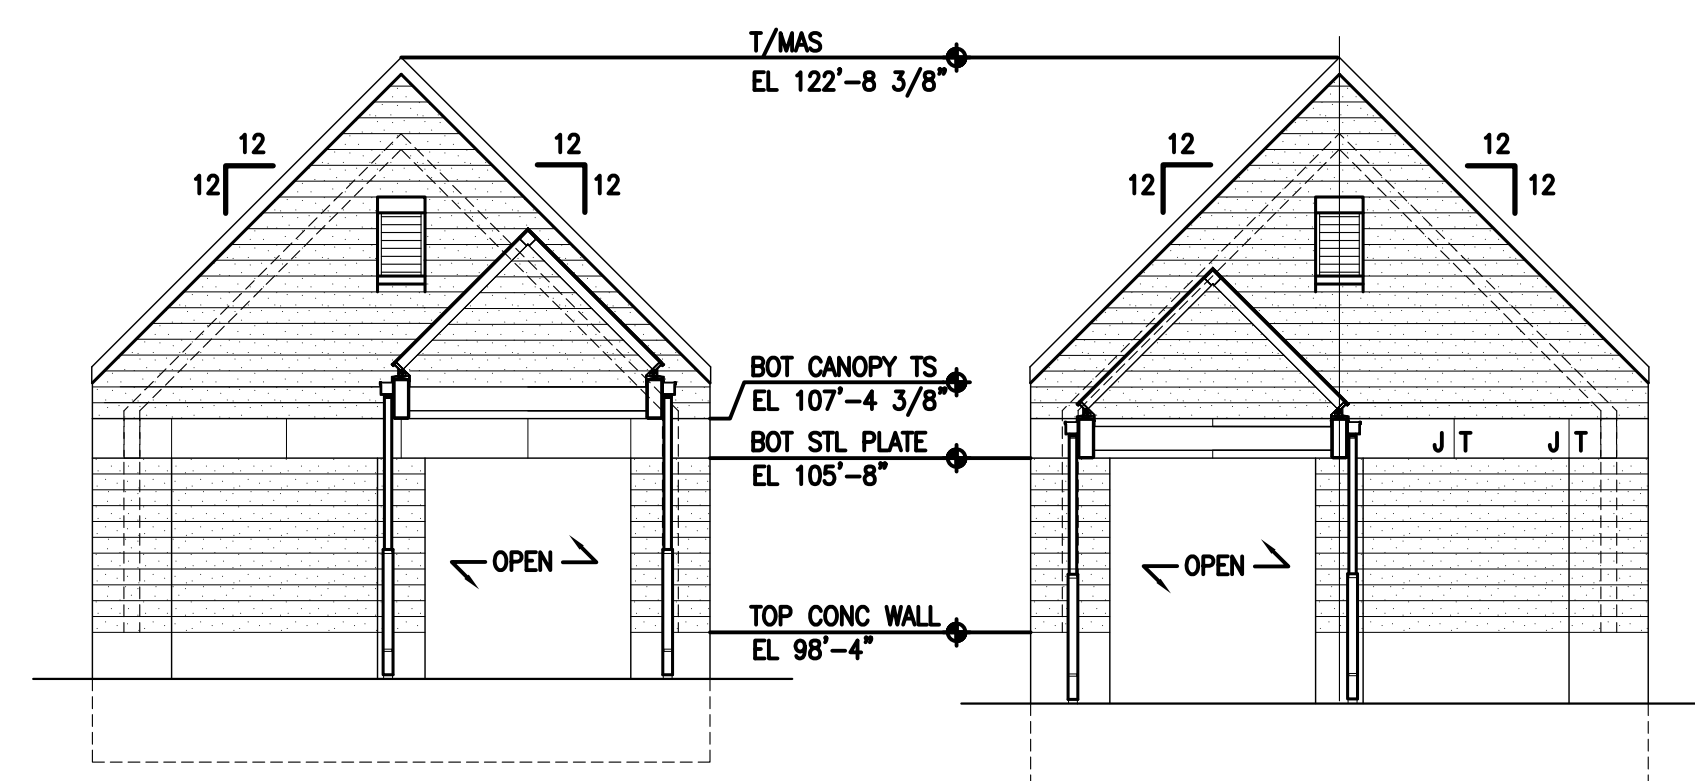 T/MAS
EL 122'-8 3/8"
12
12
12
12
12
12
12
12
BOT CANOPY TS
EL 107'-4 3/8"
BOT STL PLATE
EL 105'-8"
J T J T
OPEN
OPEN
TOP CONC WALL
EL 98'-4"